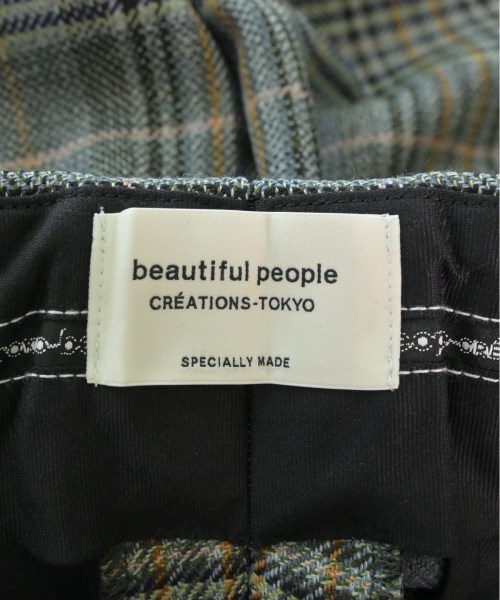 beautiful people
CRÉATIONS-TOKYO
SPECIALLY MADE